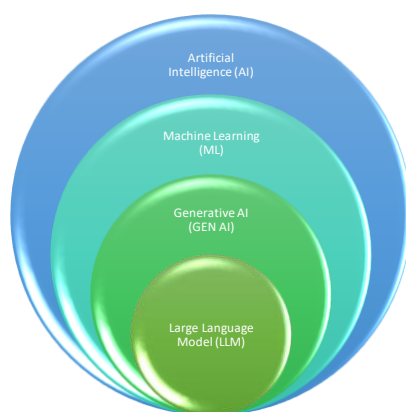 Artificial
Intelligence (AI)
Machine Learning
(ML)
Generative AI
(GEN AI)
Large Language
Model (LLM)